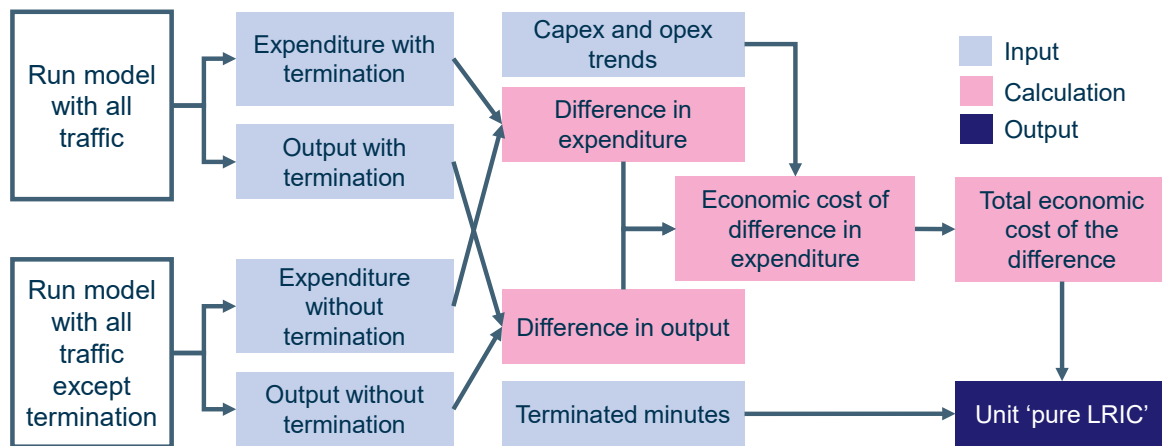 Run model
with all
traffic
Expenditure with
termination
Output with
termination
Run model
with all
traffic
except
termination
Expenditure
without
termination
Output without
termination
Capex and opex
trends
Difference in
expenditure
Difference in output
Terminated minutes
Economic cost of
difference in
expenditure
Total economic
cost of the
difference
Unit ‘pure LRIC’
Input
Calculation
Output